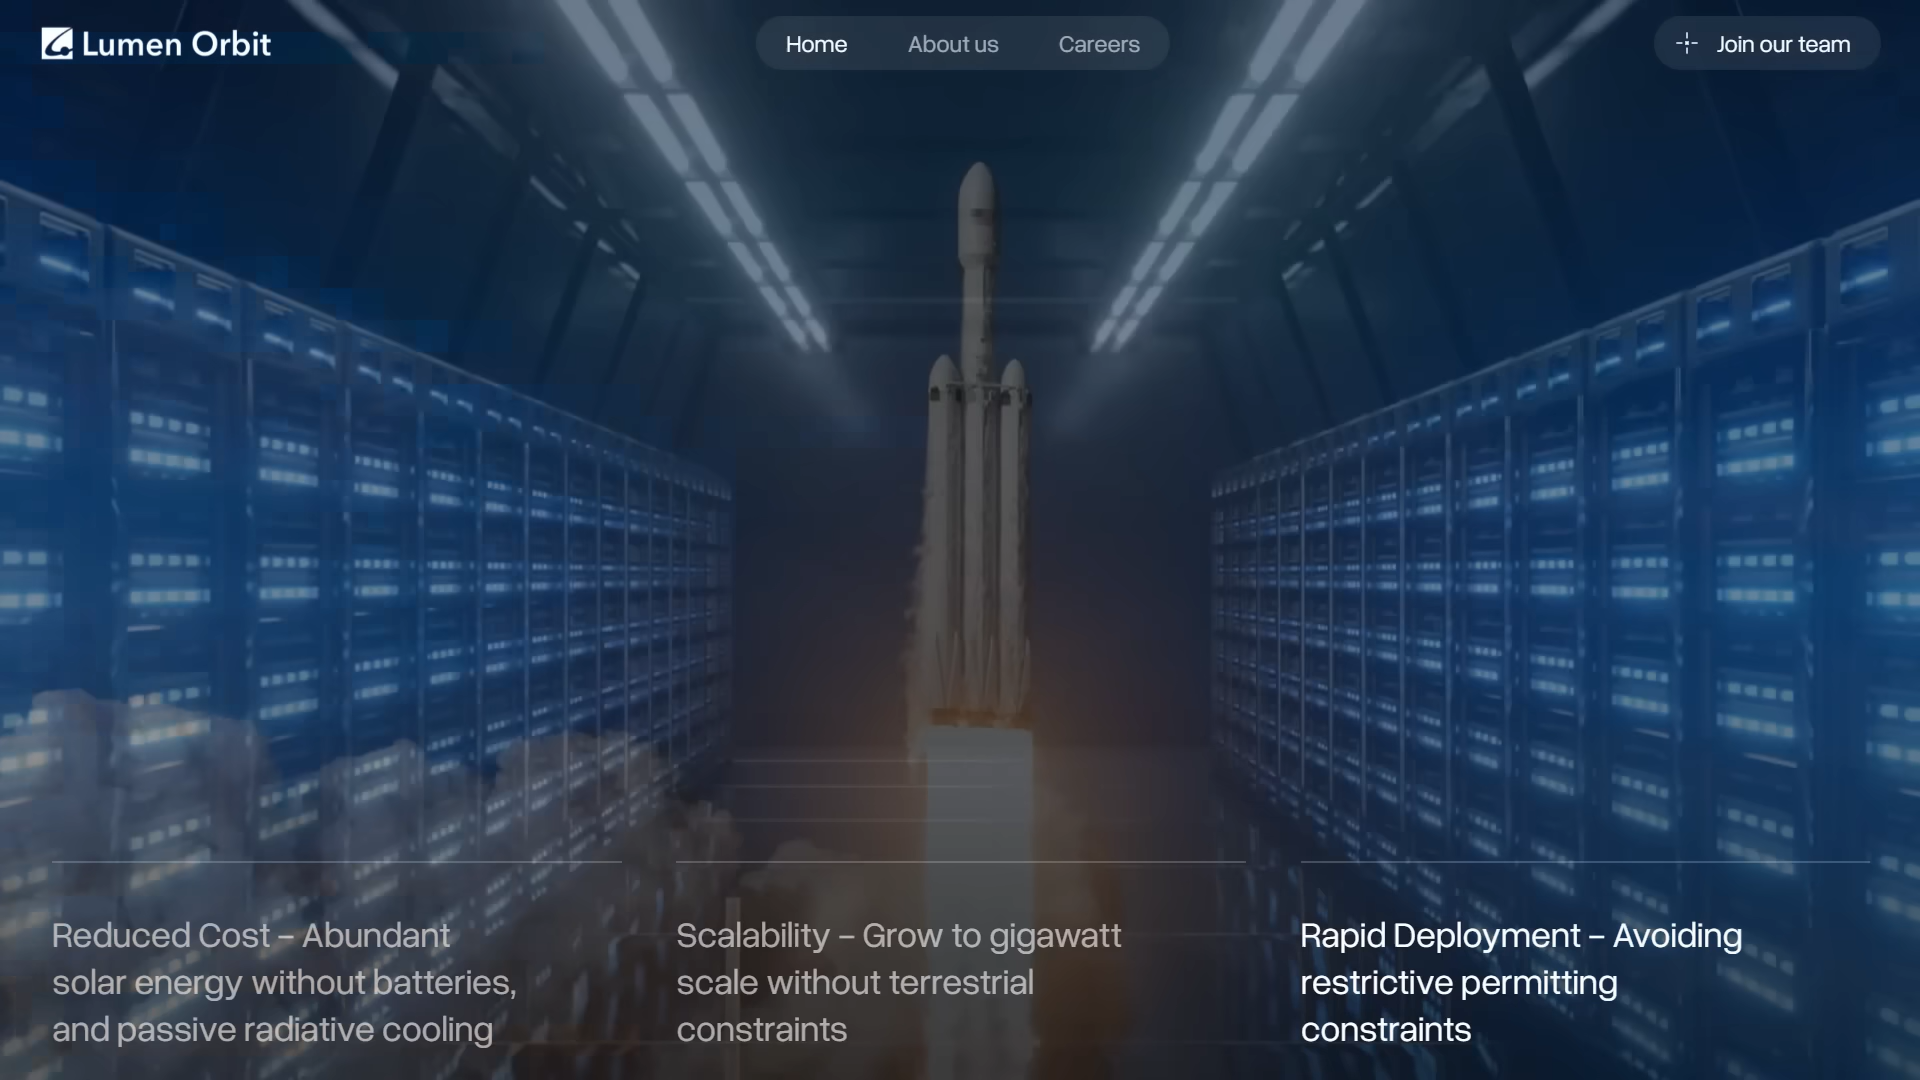 Lumen Orbit
Home
About us
Careers
Join our team
Reduced Cost – Abundant
solar energy without batteries,
and passive radiative cooling
Scalability – Grow to gigawatt
scale without terrestrial
constraints
Rapid Deployment – Avoiding
restrictive permitting
constraints